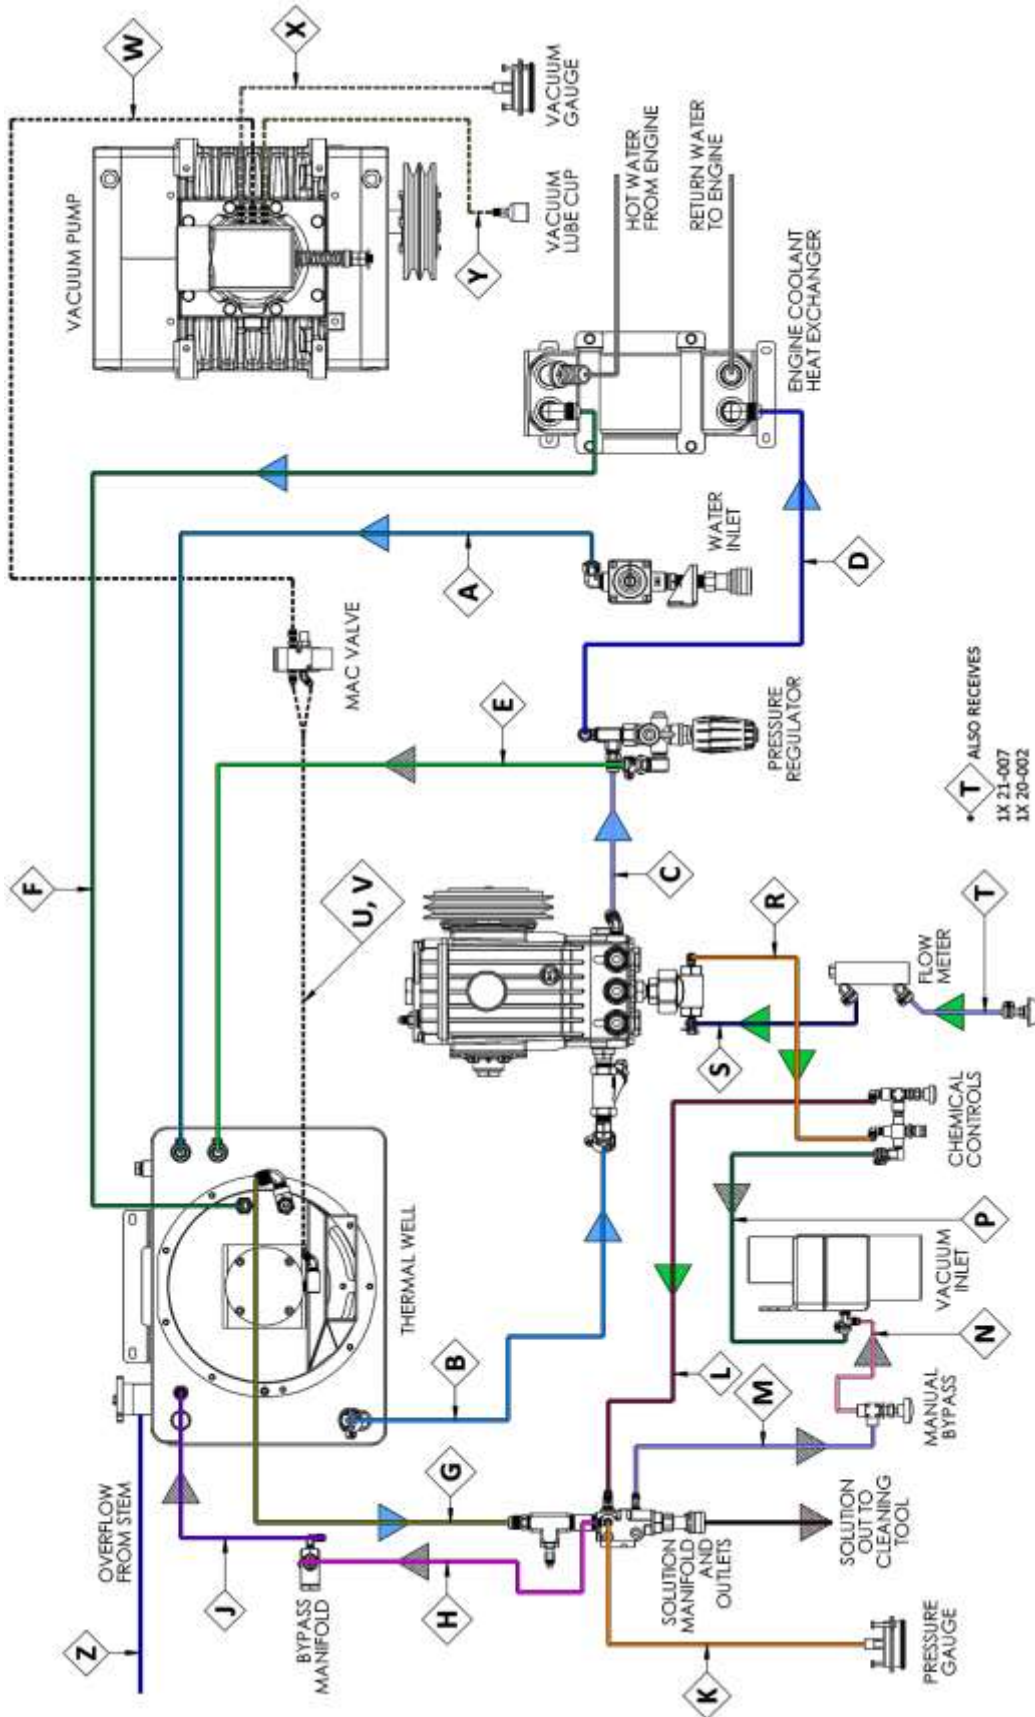 W
X
VACUUM PUMP
VACUUM
GAUGE
VACUUM
LUBE CUP
Y
HOT WATER
FROM ENGINE
RETURN WATER
TO ENGINE
ENGINE COOLANT
HEAT EXCHANGER
A
WATER
INLET
D
MAC VALVE
E
PRESSURE
REGULATOR
T
ALSO RECEIVES
1X 21-007
1X 20-002
F
U, V
C
R
FLOW
METER
T
S
CHEMICAL
CONTROLS
P
THERMAL WELL
VACUUM
INLET
N
B
L
M
MANUAL
BYPASS
OVERFLOW
FROM STEM
G
SOLUTION
OUT TO
CLEANING
TOOL
Z
J
BYPASS
MANIFOLD
H
SOLUTION
MANIFOLD
AND
OUTLETS
K
PRESSURE
GAUGE